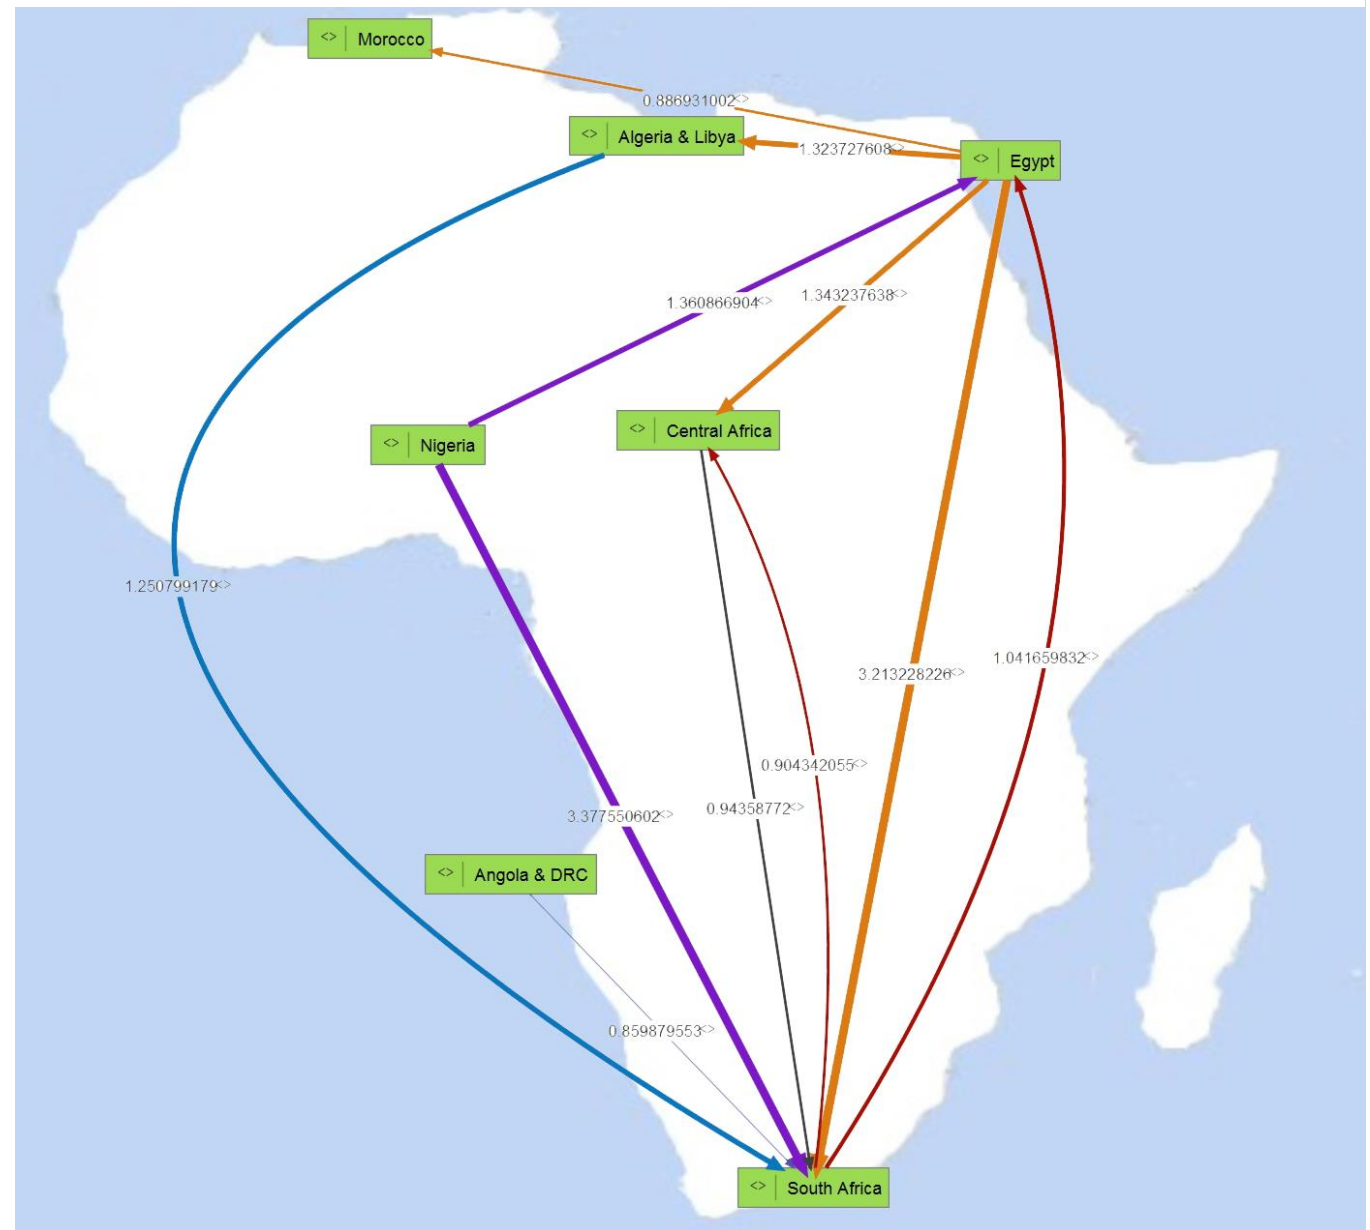 <> Morocco
0.886931002<>
<> Algeria & Libya
1.323727608<>
<> Egypt
1.360866904<>
1.343237638<>
<> Nigeria
<> Central Africa
1.250799179<>
3.213228226<>
1.041659832<>
0.904342055<>
0.94358772<>
3.377550602<>
<> Angola & DRC
0.859879553<>
<> South Africa